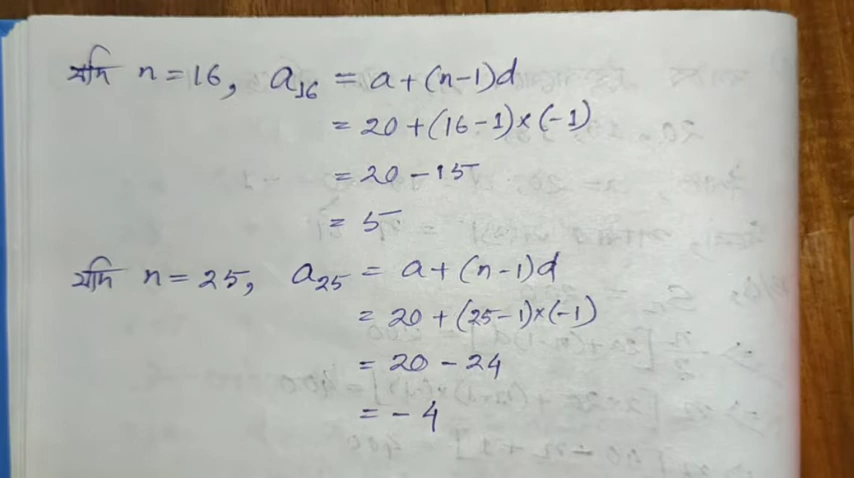 যদি n = 16, a₁₆ = a + (n-1)d
= 20 + (16-1) × (-1)
= 20 - 15
= 5
যদি n = 25, a₂₅ = a + (n-1)d
= 20 + (25-1) × (-1)
= 20 - 24
= - 4